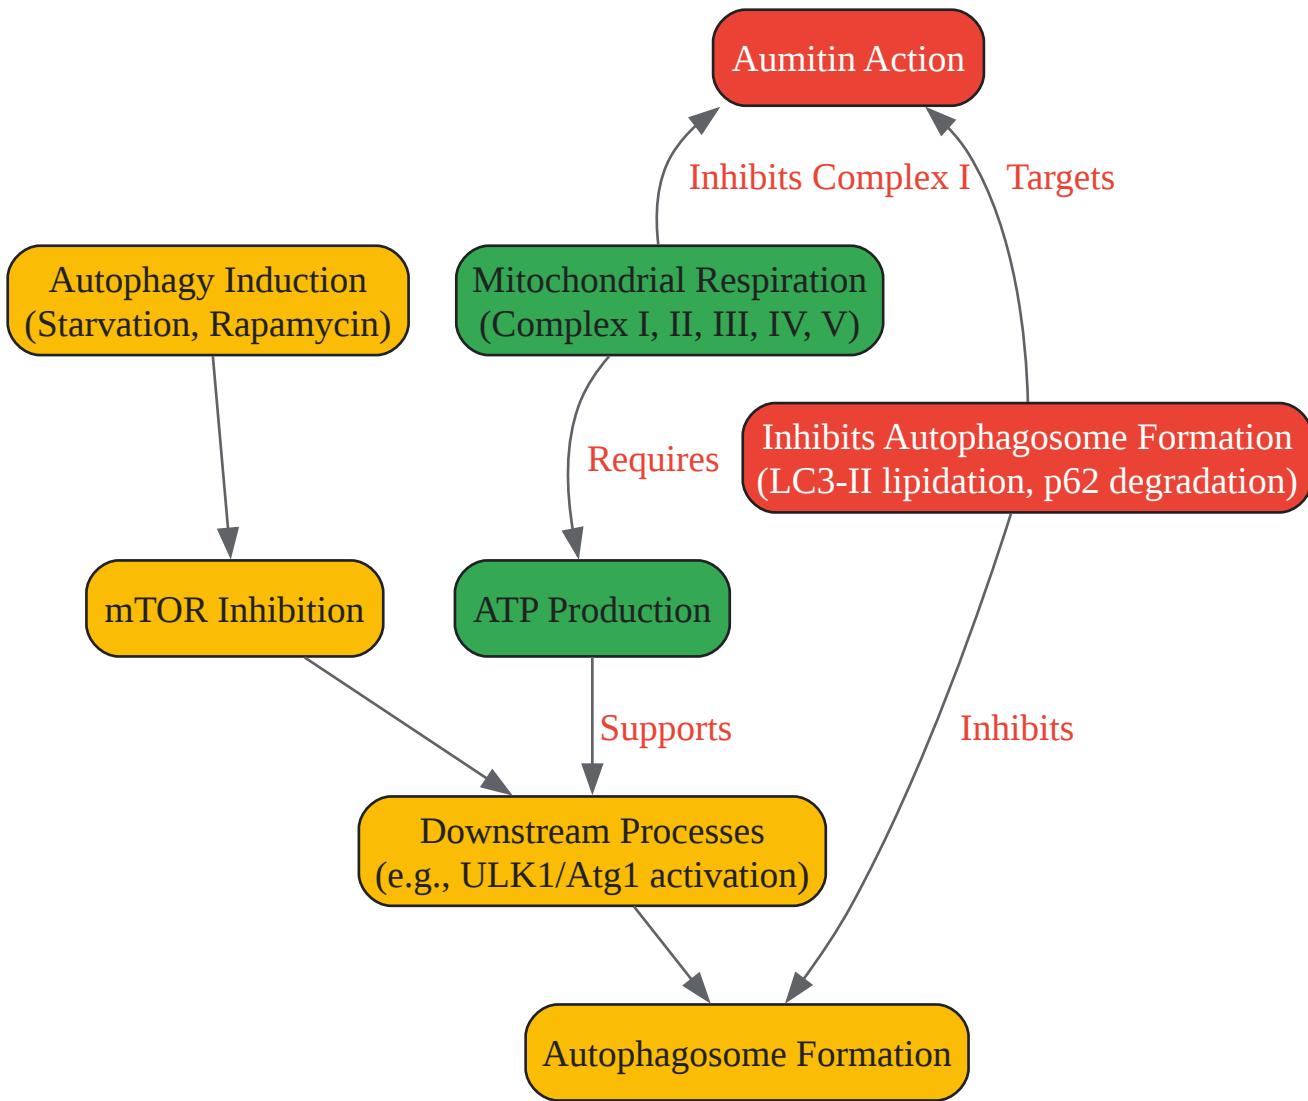 Aumitin Action
Inhibits Complex I
Targets
Autophagy Induction
(Starvation, Rapamycin)
Mitochondrial Respiration
(Complex I, II, III, IV, V)
Inhibits Autophagosome Formation
(LC3-II lipidation, p62 degradation)
Requires
mTOR Inhibition
ATP Production
Supports
Inhibits
Downstream Processes
(e.g., ULK1/Atg1 activation)
Autophagosome Formation